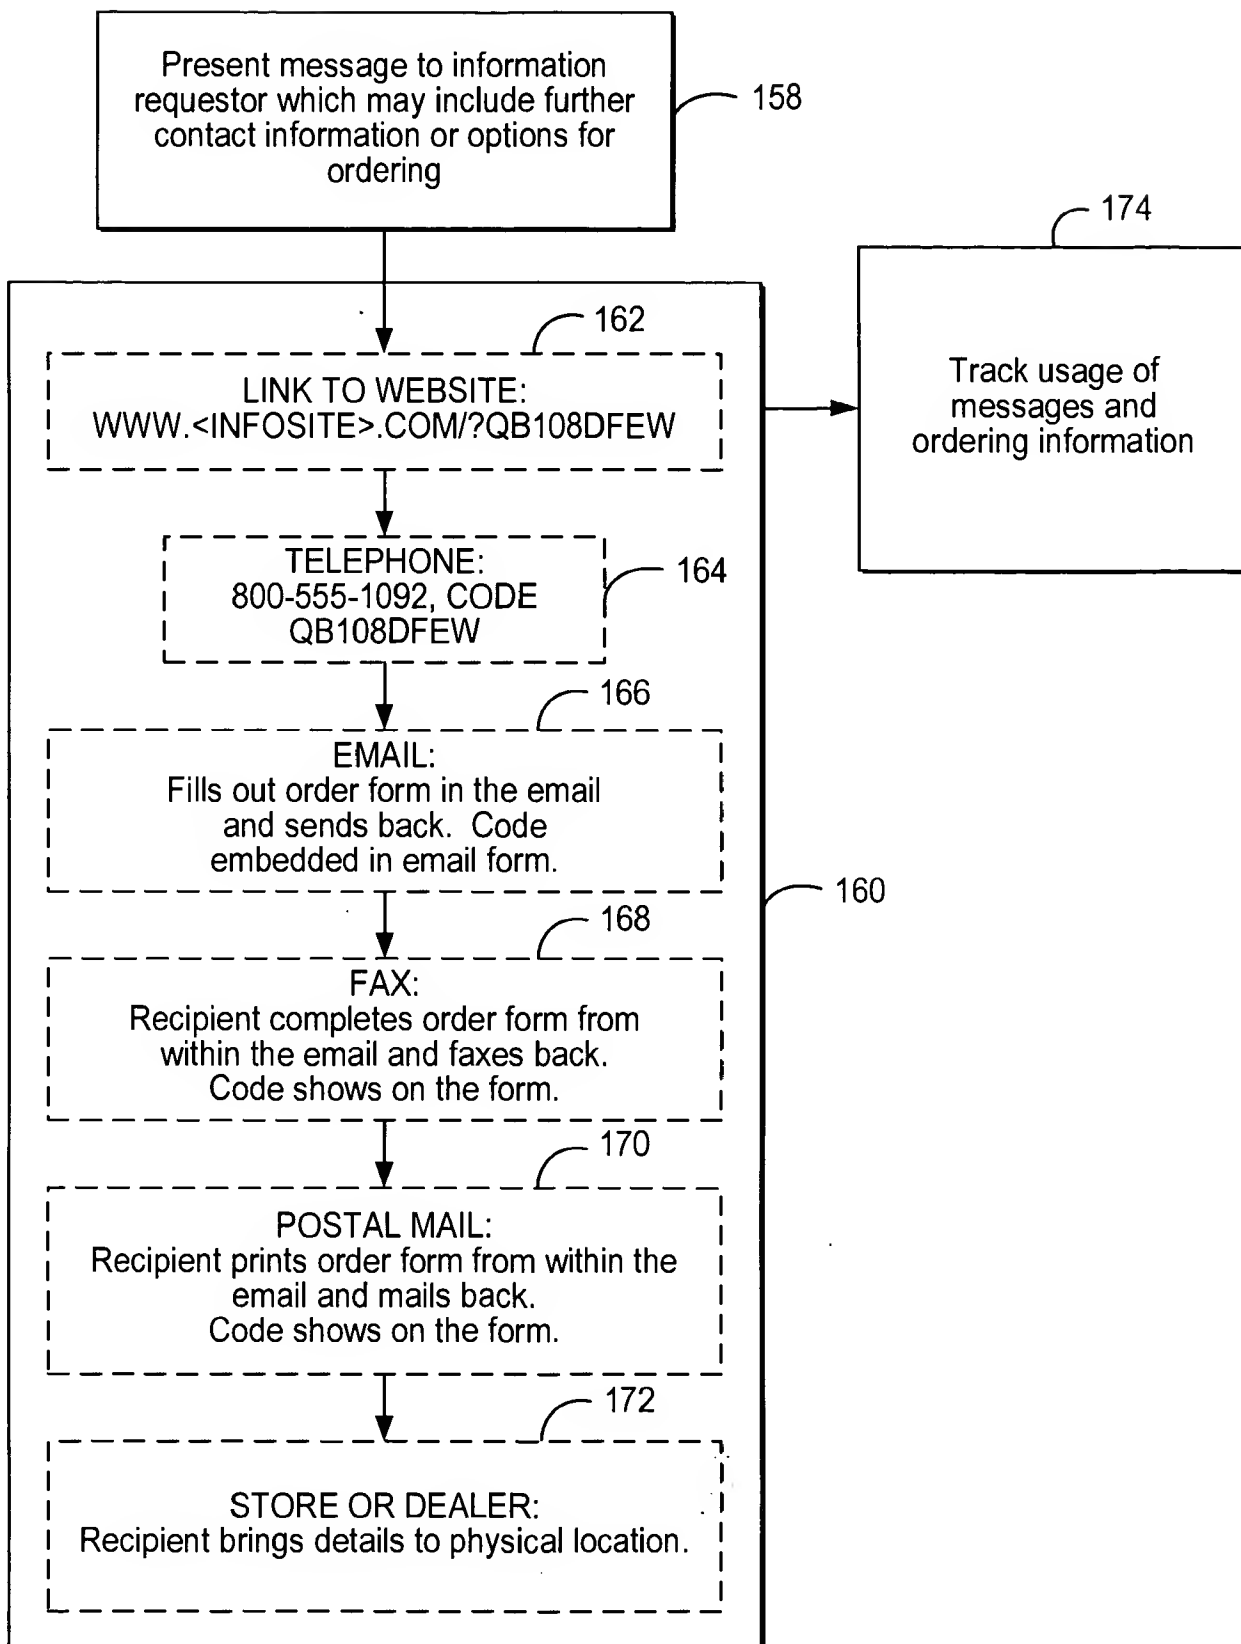 Present message to information
requestor which may include further
contact information or options for
ordering
158
174
Track usage of
messages and
ordering information
162
LINK TO WEBSITE:
WWW.<INFOSITE>.COM/?QB108DFEW
TELEPHONE:
800-555-1092, CODE
QB108DFEW
164
166
EMAIL:
Fills out order form in the email
and sends back. Code
embedded in email form.
160
168
FAX:
Recipient completes order form from
within the email and faxes back.
Code shows on the form.
170
POSTAL MAIL:
Recipient prints order form from within the
email and mails back.
Code shows on the form.
172
STORE OR DEALER:
Recipient brings details to physical location.